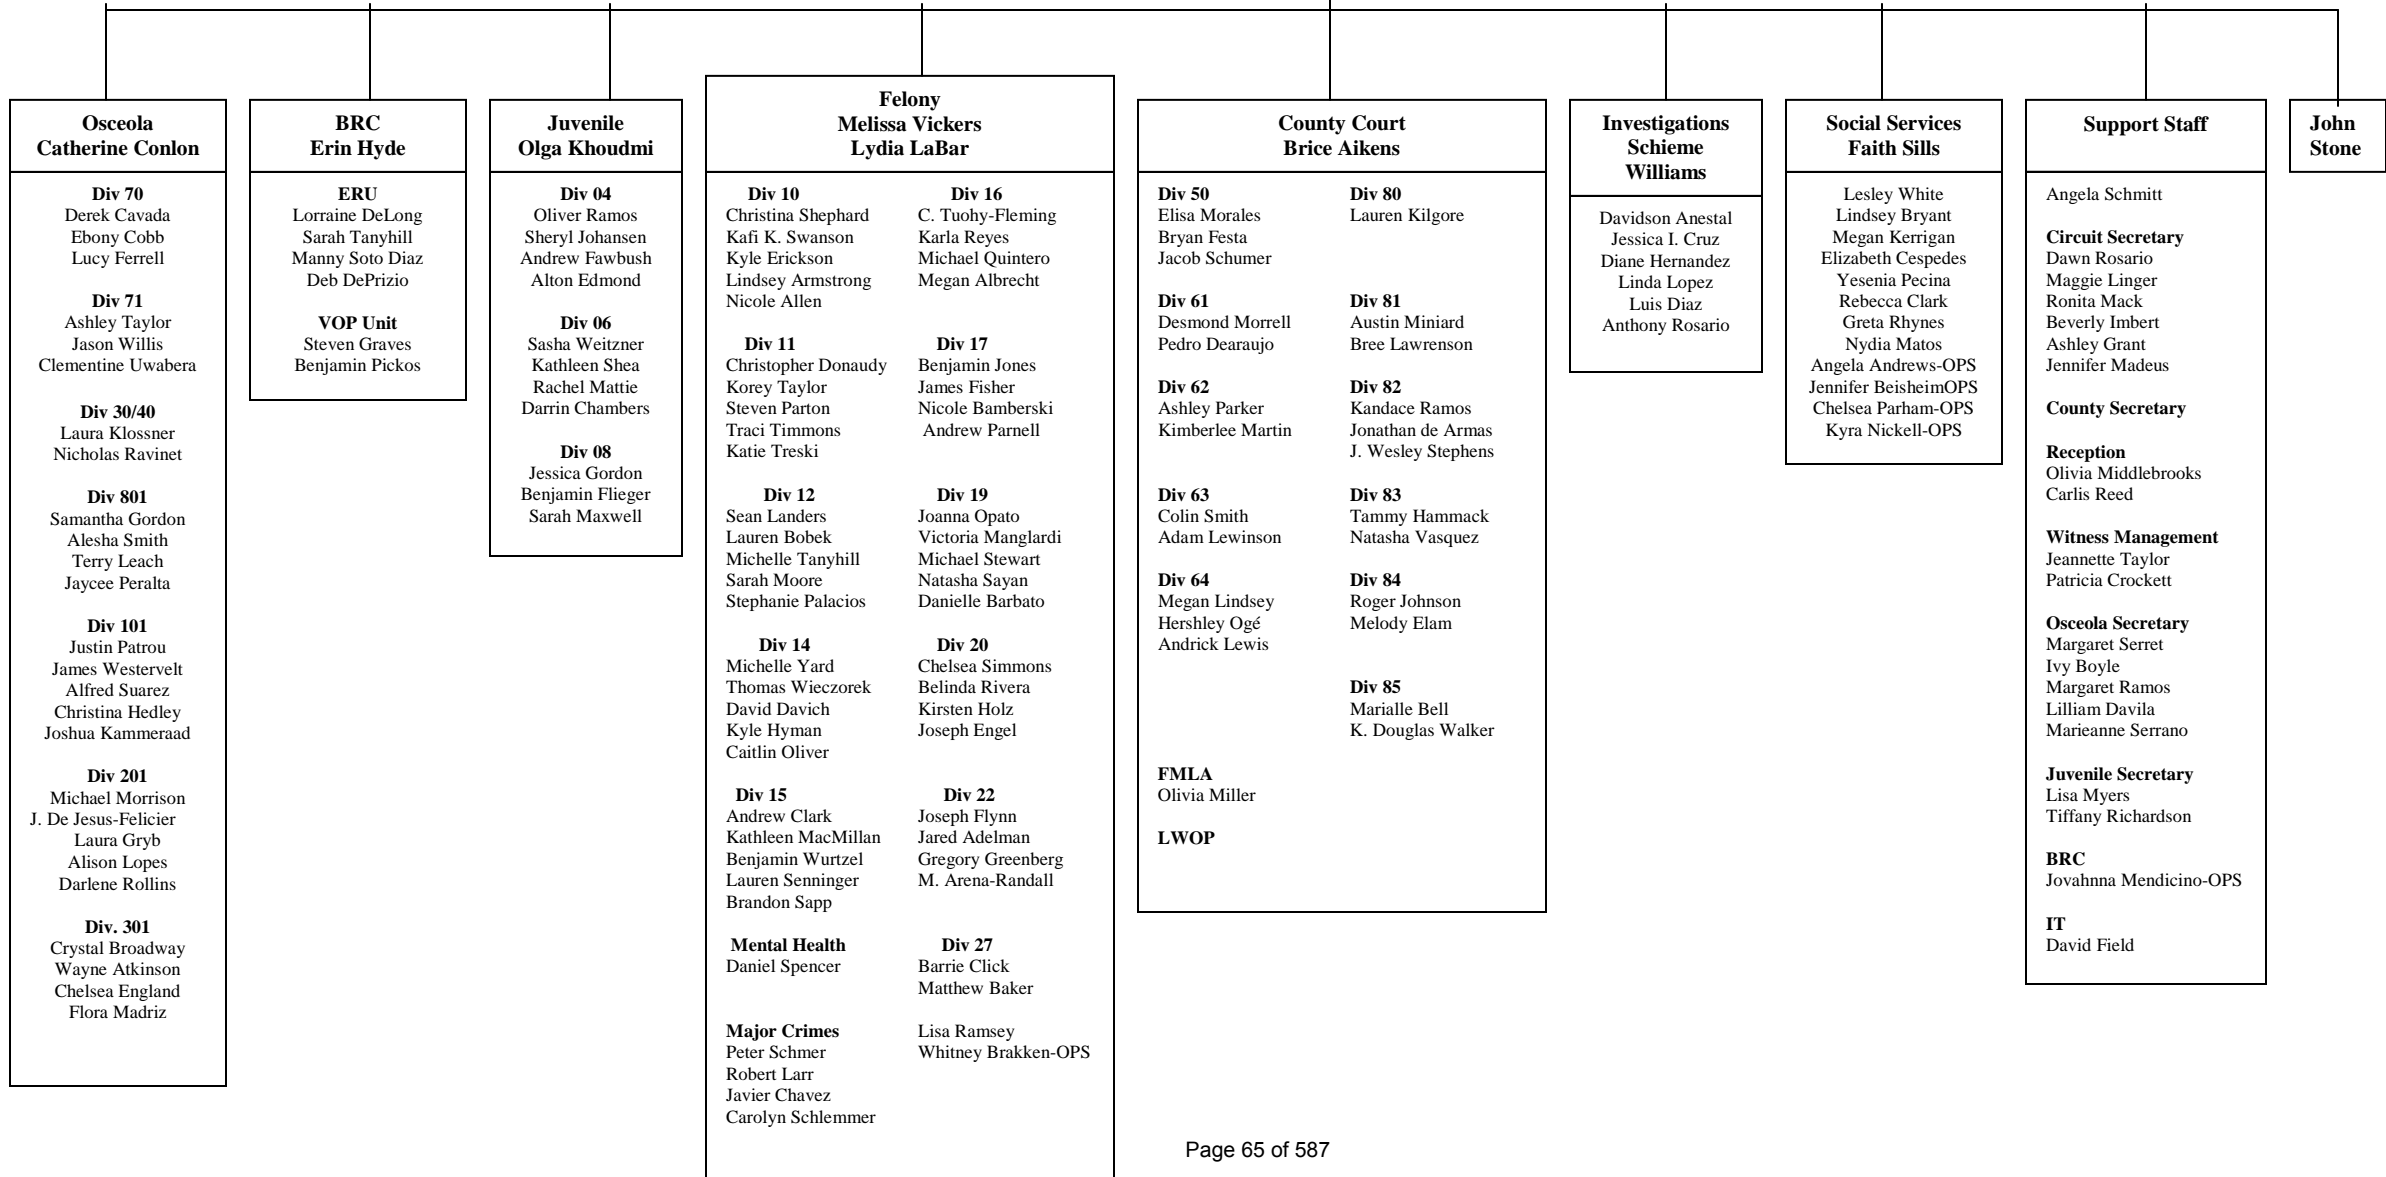 Osceola
Catherine Conlon
Div 70
Derek Cavada
Ebony Cobb
Lucy Ferrell
Div 71
Ashley Taylor
Jason Willis
Clementine Uwabera
Div 30/40
Laura Klossner
Nicholas Ravinet
Div 801
Samantha Gordon
Alesha Smith
Terry Leach
Jaycee Peralta
Div 101
Justin Patrou
James Westervelt
Alfred Suarez
Christina Hedley
Joshua Kammeraad
Div 201
Michael Morrison
J. De Jesus-Felicier
Laura Gryb
Alison Lopes
Darlene Rollins
Div. 301
Crystal Broadway
Wayne Atkinson
Chelsea England
Flora Madriz
BRC
Erin Hyde
ERU
Lorraine DeLong
Sarah Tanyhill
Manny Soto Diaz
Deb DePrizio
VOP Unit
Steven Graves
Benjamin Pickos
Juvenile
Olga Khoudmi
Div 04
Oliver Ramos
Sheryl Johansen
Andrew Fawbush
Alton Edmond
Div 06
Sasha Weitzner
Kathleen Shea
Rachel Mattie
Darrin Chambers
Div 08
Jessica Gordon
Benjamin Flieger
Sarah Maxwell
Felony
Melissa Vickers
Lydia LaBar
Div 10
Christina Shephard
Kafi K. Swanson
Kyle Erickson
Lindsey Armstrong
Nicole Allen
Div 11
Christopher Donaudy
Korey Taylor
Steven Parton
Traci Timmons
Katie Treski
Div 12
Sean Landers
Lauren Bobek
Michelle Tanyhill
Sarah Moore
Stephanie Palacios
Div 14
Michelle Yard
Thomas Wieczorek
David Davich
Kyle Hyman
Caitlin Oliver
Div 15
Andrew Clark
Kathleen MacMillan
Benjamin Wurtzel
Lauren Senninger
Brandon Sapp
Mental Health
Daniel Spencer
Major Crimes
Peter Schmer
Robert Larr
Javier Chavez
Carolyn Schlemmer
Div 16
C. Tuohy-Fleming
Karla Reyes
Michael Quintero
Megan Albrecht
Div 17
Benjamin Jones
James Fisher
Nicole Bamberski
Andrew Parnell
Div 19
Joanna Opato
Victoria Manglardi
Michael Stewart
Natasha Sayan
Danielle Barbato
Div 20
Chelsea Simmons
Belinda Rivera
Kirsten Holz
Joseph Engel
Div 22
Joseph Flynn
Jared Adelman
Gregory Greenberg
M. Arena-Randall
Div 27
Barrie Click
Matthew Baker
Lisa Ramsey
Whitney Brakken-OPS
County Court
Brice Aikens
Div 50
Elisa Morales
Bryan Festa
Jacob Schumer
Div 61
Desmond Morrell
Pedro Dearaujo
Div 62
Ashley Parker
Kimberlee Martin
Div 63
Colin Smith
Adam Lewinson
Div 64
Megan Lindsey
Hershley Ogé
Andrick Lewis
FMLA
Olivia Miller
LWOP
Div 80
Lauren Kilgore
Div 81
Austin Miniard
Bree Lawrenson
Div 82
Kandace Ramos
Jonathan de Armas
J. Wesley Stephens
Div 83
Tammy Hammack
Natasha Vasquez
Div 84
Roger Johnson
Melody Elam
Div 85
Marialle Bell
K. Douglas Walker
Investigations
Schieme
Williams
Davidson Anestal
Jessica I. Cruz
Diane Hernandez
Linda Lopez
Luis Diaz
Anthony Rosario
Social Services
Faith Sills
Lesley White
Lindsey Bryant
Megan Kerrigan
Elizabeth Cespedes
Yesenia Pecina
Rebecca Clark
Greta Rhynes
Nydia Matos
Angela Andrews-OPS
Jennifer BeisheimOPS
Chelsea Parham-OPS
Kyra Nickell-OPS
Support Staff
Angela Schmitt
Circuit Secretary
Dawn Rosario
Maggie Linger
Ronita Mack
Beverly Imbert
Ashley Grant
Jennifer Madeus
County Secretary
Reception
Olivia Middlebrooks
Carlis Reed
Witness Management
Jeannette Taylor
Patricia Crockett
Osceola Secretary
Margaret Serret
Ivy Boyle
Margaret Ramos
Lilliam Davila
Marieanne Serrano
Juvenile Secretary
Lisa Myers
Tiffany Richardson
BRC
Jovahnna Mendicino-OPS
IT
David Field
John
Stone
Page 65 of 587